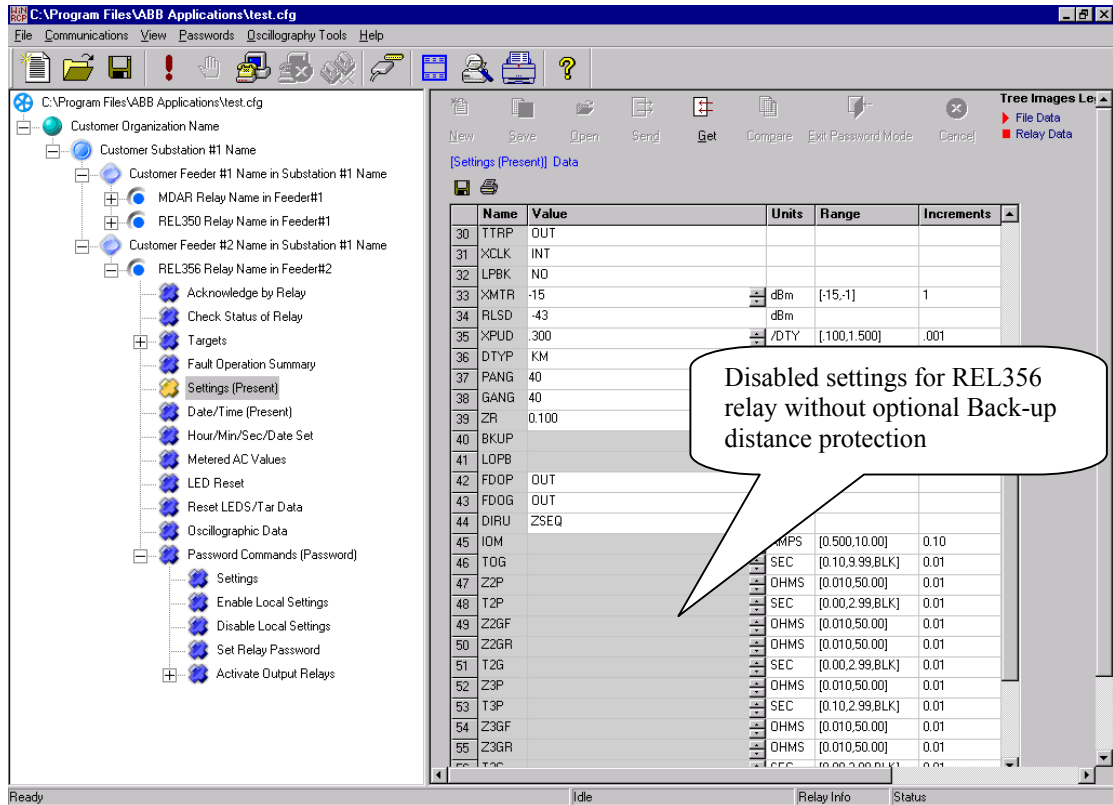 WiN RCP C:\Program Files\ABB Applications\test.cfg
File Communications View Passwords Oscillography Tools Help
C:\Program Files\ABB Applications\test.cfg
Customer Organization Name
Customer Substation #1 Name
Customer Feeder #1 Name in Substation #1 Name
MDAR Relay Name in Feeder#1
REL350 Relay Name in Feeder#1
Customer Feeder #2 Name in Substation #1 Name
REL356 Relay Name in Feeder#2
Acknowledge by Relay
Check Status of Relay
Targets
Fault Operation Summary
Settings (Present)
Date/Time (Present)
Hour/Min/Sec/Date Set
Metered AC Values
LED Reset
Reset LEDS/Tar Data
Oscillographic Data
Password Commands (Password)
Settings
Enable Local Settings
Disable Local Settings
Set Relay Password
Activate Output Relays
New Save Open Send Get Compare Exit Password Mode Cancel
Tree Images Le
File Data
Relay Data
[Settings (Present)] Data
Name Value Units Range Increments
30 TTRP OUT
31 XCLK INT
32 LPBK NO
33 XMTR -15 dBm [-15,-1] 1
34 RLSD -43 dBm
35 XPUD .300 /DTY [.100,1.500] .001
36 DTYP KM
37 PANG 40
38 GANG 40
39 ZR 0.100
40 BKUP
41 LOPB
42 FDOP OUT
43 FDOG OUT
44 DIRU ZSEQ
45 IOM AMPS [0.500,10.00] 0.10
46 TOG SEC [0.10,9.99,BLK] 0.01
47 Z2P OHMS [0.010,50.00] 0.01
48 T2P SEC [0.00,2.99,BLK] 0.01
49 Z2GF OHMS [0.010,50.00] 0.01
50 Z2GR OHMS [0.010,50.00] 0.01
51 T2G SEC [0.00,2.99,BLK] 0.01
52 Z3P OHMS [0.010,50.00] 0.01
53 T3P SEC [0.10,2.99,BLK] 0.01
54 Z3GF OHMS [0.010,50.00] 0.01
55 Z3GR OHMS [0.010,50.00] 0.01
Disabled settings for REL356
relay without optional Back-up
distance protection
Ready Idle Relay Info Status